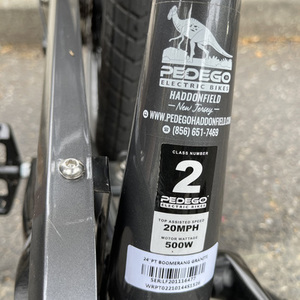 PEDEGO
ELECTRIC BIKES
HADDONFIELD
New Jersey
WWW.PEDEGOHADDONFIELD.COM
(856) 651-7469
CLASS NUMBER
2
PEDEGO
ELECTRIC BIKES
TOP ASSISTED SPEED
20MPH
MOTOR WATTAGE
500W
24" PT BOOMERANG GRANITE